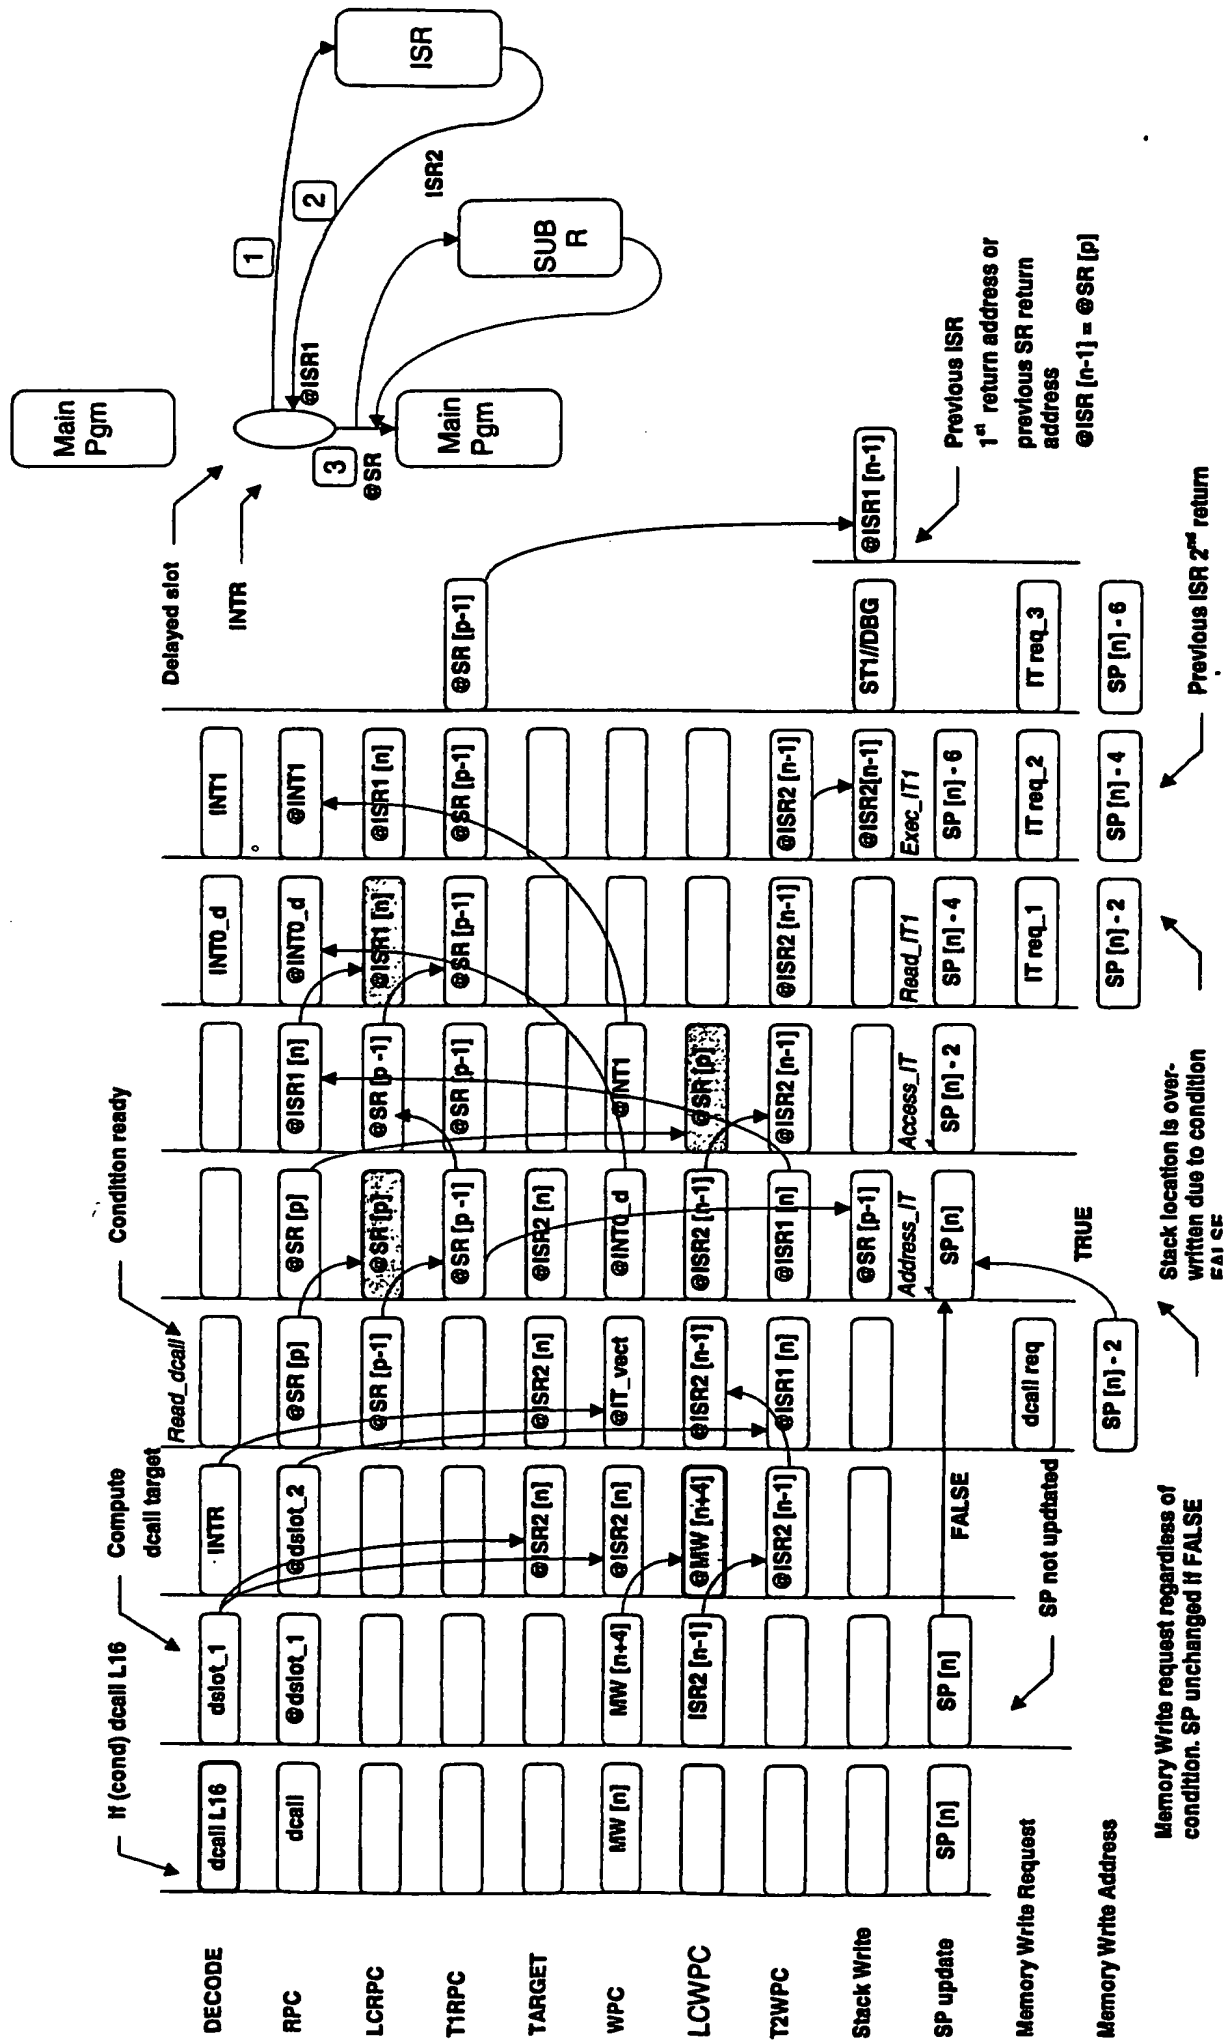 Main
Pgm
Delayed slot
INTR
1
2
3
@ISR1
@SR
ISR2
ISR
SUB
R
Main
Pgm
If (cond) dcall L16
Compute
dcall target
Condition ready
Read_dcall
DECODE dcall L16 dslot_1 INTR INT0_d INT1
RPC dcall @dslot_1 @dslot_2 @SR [p] @SR [p] @ISR1 [n] @INT0_d @INT1
LCRPC @SR [p-1] @SR [p] @SR [p -1] @ISR1 [n] @ISR1 [n]
T1RPC @SR [p -1] @SR [p-1] @SR [p-1] @SR [p-1] @SR [p-1]
TARGET @ISR2 [n] @ISR2 [n] @ISR2 [n]
WPC MW [n] MW [n+4] @ISR2 [n] @IT_vect @INT0_d @INT1
LCWPC ISR2 [n-1] @MW [n+4] @ISR2 [n-1] @ISR2 [n-1] @SR [p]
T2WPC @ISR2 [n-1] @ISR1 [n] @ISR1 [n] @ISR2 [n-1] @ISR2 [n-1] @ISR2 [n-1]
Stack Write @SR [p-1] @ISR2[n-1] ST1//DBG @ISR1 [n-1]
Address_IT Access_IT Read_IT1 Exec_IT1
SP update SP [n] SP [n] FALSE SP [n] SP [n] - 2 SP [n] - 4 SP [n] - 6
Memory Write Request SP not updtated dcall req IT req_1 IT req_2 IT req_3
TRUE
Memory Write Address SP [n] - 2 SP [n] - 2 SP [n] - 4 SP [n] - 6
Previous ISR
1st return address or
previous SR return
address
@ISR [n-1] = @SR [p]
Memory Write request regardless of
condition. SP unchanged if FALSE
Stack location is over-
written due to condition
FALSE
Previous ISR 2nd return